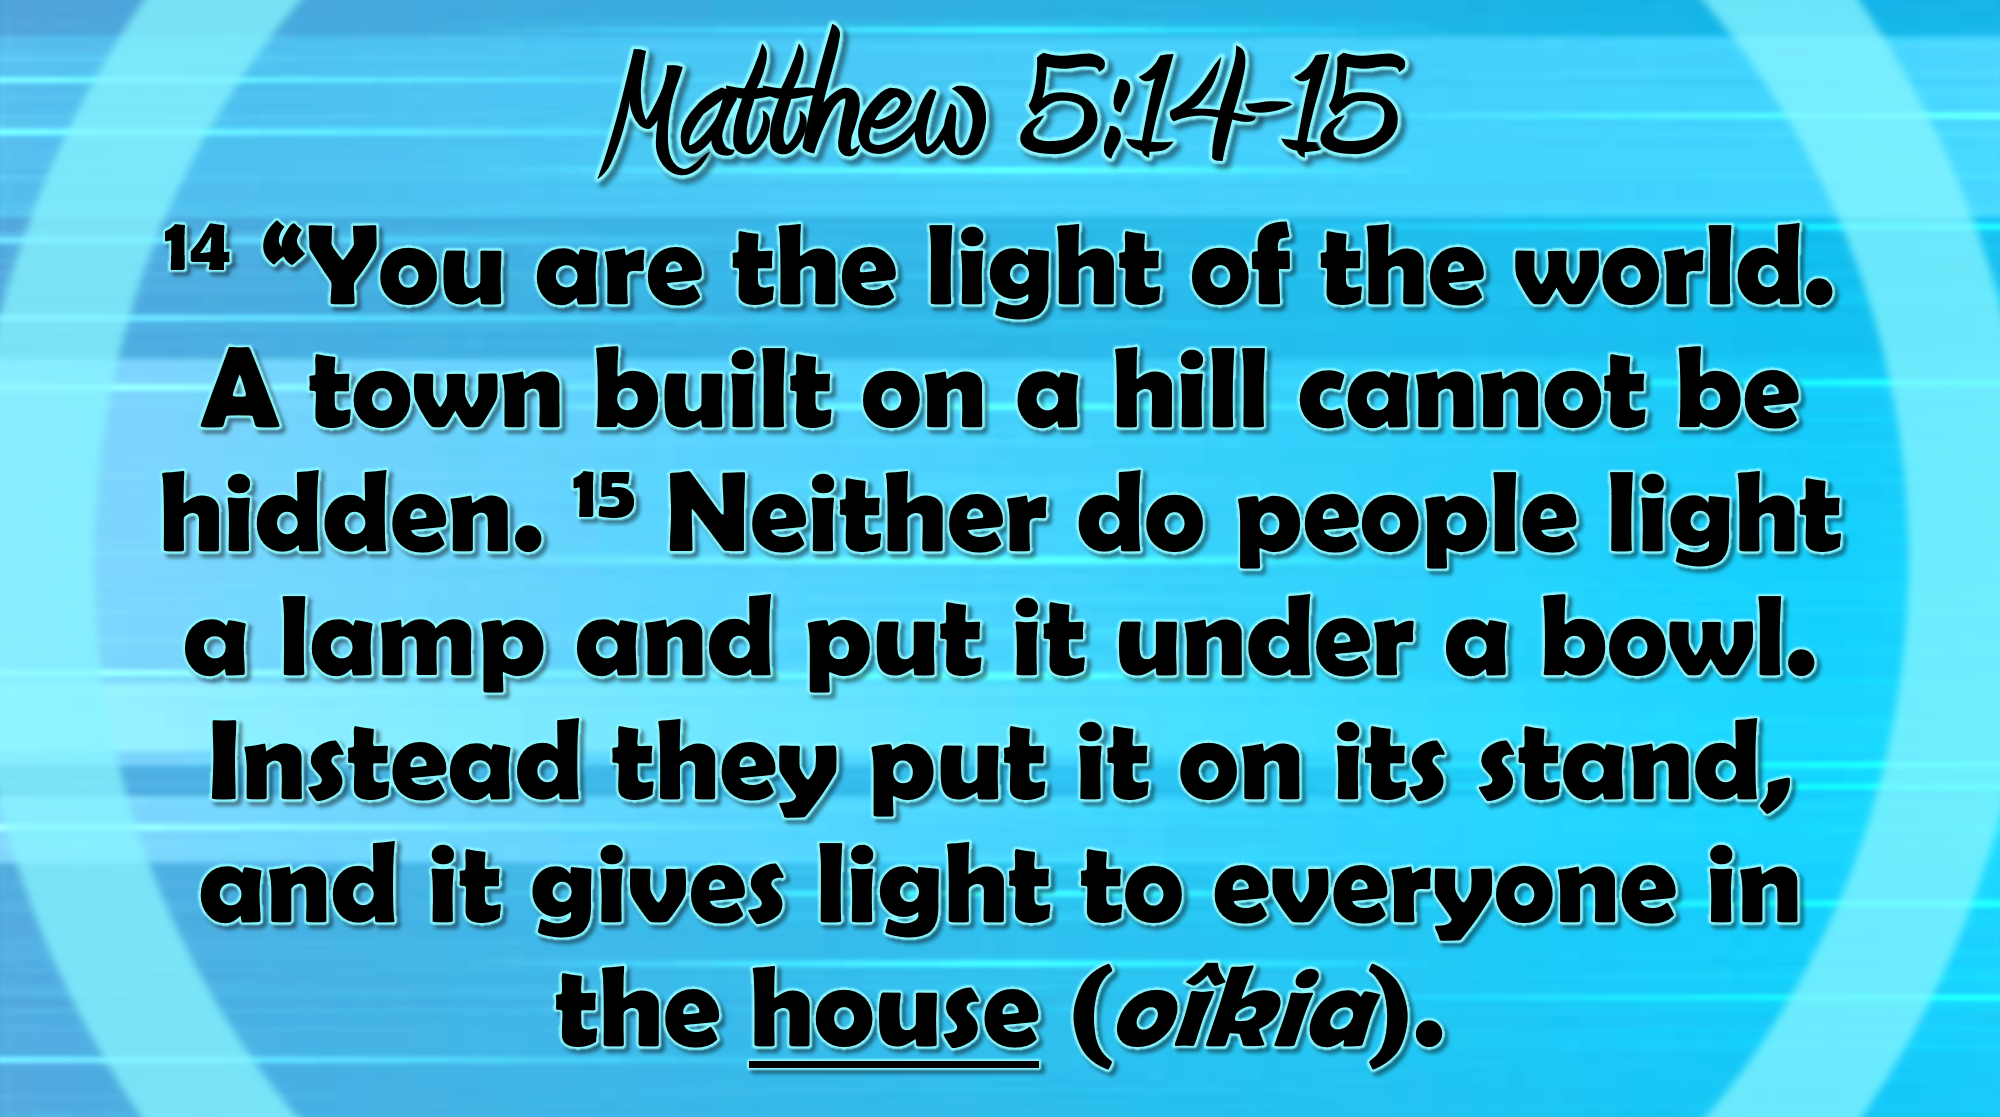 Matthew 5:14-15
14 “You are the light of the world.
A town built on a hill cannot be
hidden. 15 Neither do people light
a lamp and put it under a bowl.
Instead they put it on its stand,
and it gives light to everyone in
the house (oîkia).